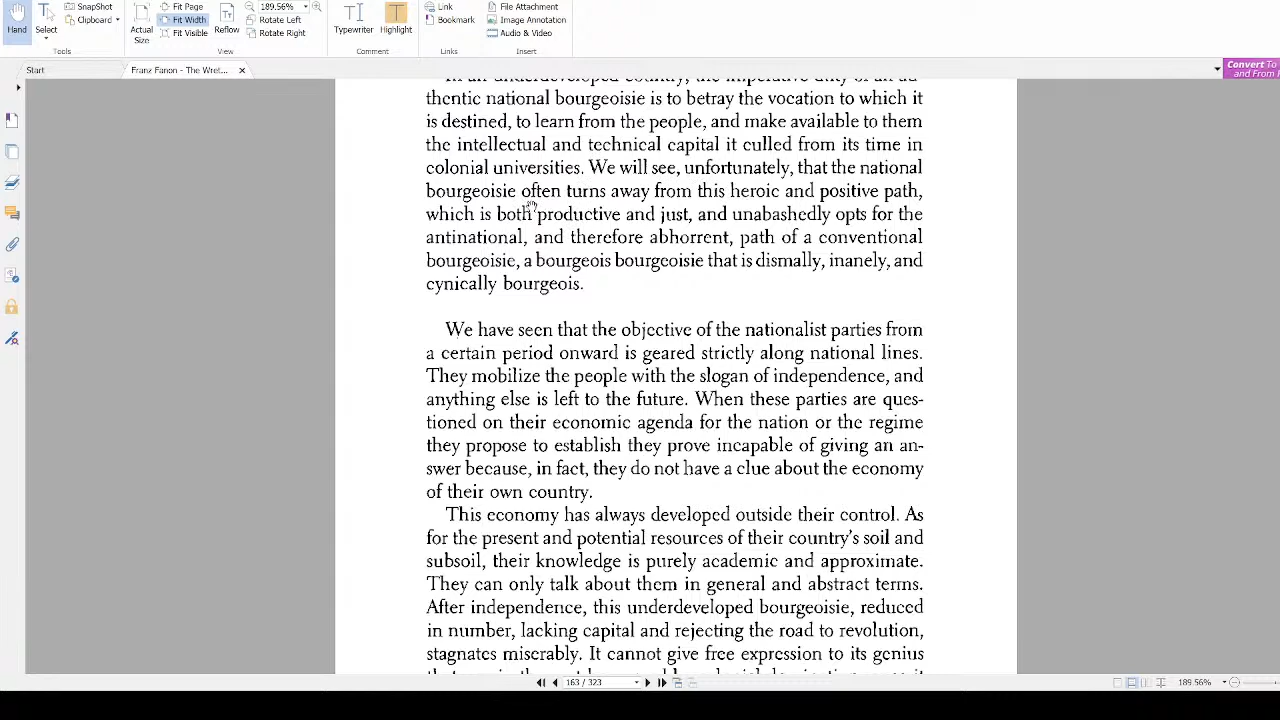 SnapShot
Clipboard
Hand
Select
Tools
Actual
Size
Fit Page
Fit Width
Fit Visible
Reflow
189.56%
Rotate Left
Rotate Right
View
Typewriter
Highlight
Comment
Link
Bookmark
Links
File Attachment
Image Annotation
Audio & Video
Insert
Start
Franz Fanon - The Wret...
Convert To
and From
In an underdeveloped country, the imperative duty of an au-
thentic national bourgeoisie is to betray the vocation to which it
is destined, to learn from the people, and make available to them
the intellectual and technical capital it culled from its time in
colonial universities. We will see, unfortunately, that the national
bourgeoisie often turns away from this heroic and positive path,
which is both productive and just, and unabashedly opts for the
antinational, and therefore abhorrent, path of a conventional
bourgeoisie, a bourgeois bourgeoisie that is dismally, inanely, and
cynically bourgeois.
We have seen that the objective of the nationalist parties from
a certain period onward is geared strictly along national lines.
They mobilize the people with the slogan of independence, and
anything else is left to the future. When these parties are ques-
tioned on their economic agenda for the nation or the regime
they propose to establish they prove incapable of giving an an-
swer because, in fact, they do not have a clue about the economy
of their own country.
This economy has always developed outside their control. As
for the present and potential resources of their country's soil and
subsoil, their knowledge is purely academic and approximate.
They can only talk about them in general and abstract terms.
After independence, this underdeveloped bourgeoisie, reduced
in number, lacking capital and rejecting the road to revolution,
stagnates miserably. It cannot give free expression to its genius
163 / 323
189.56%